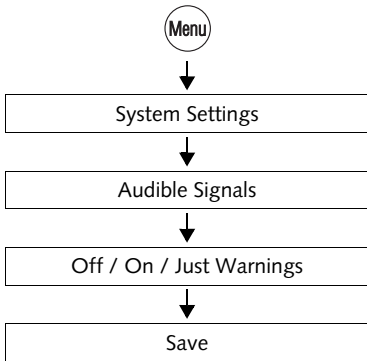 Menu
System Settings
Audible Signals
Off / On / Just Warnings
Save